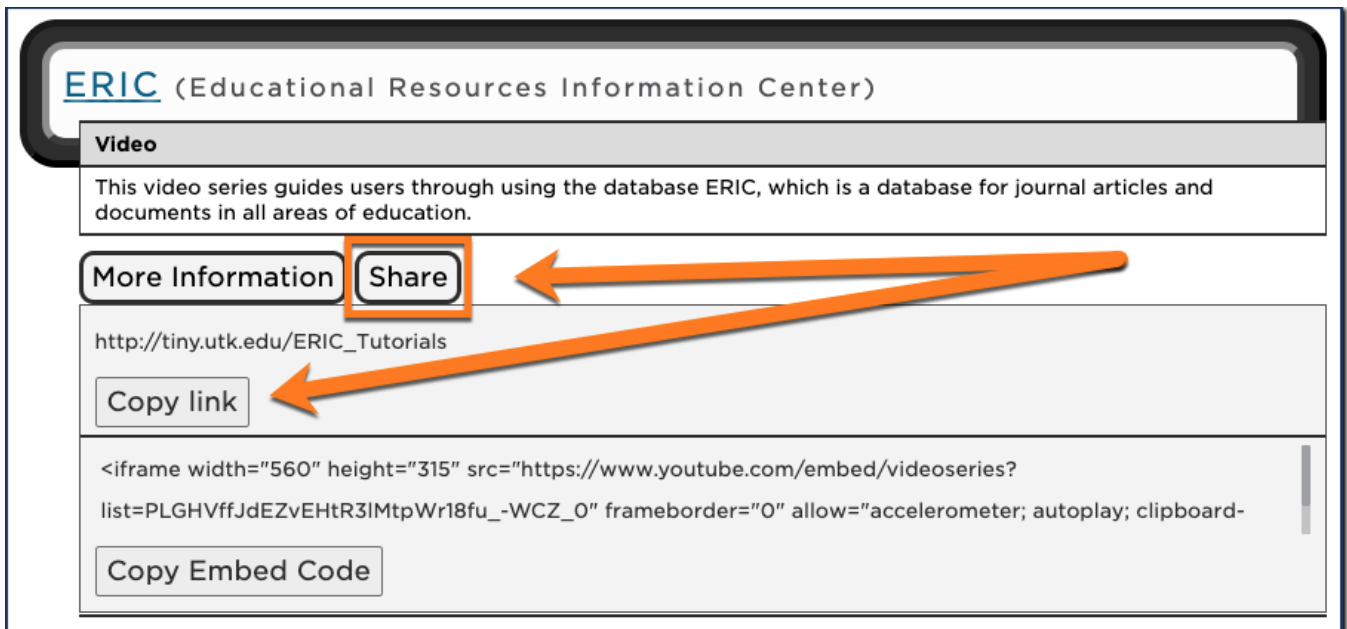 ERIC (Educational Resources Information Center)
Video
This video series guides users through using the database ERIC, which is a database for journal articles and
documents in all areas of education.
More Information Share
http://tiny.utk.edu/ERIC_Tutorials
Copy link
<iframe width="560" height="315" src="https://www.youtube.com/embed/videoseries?
list=PLGHVffJdEZvEHtR3lMtpWr18fu_-WCZ_0" frameborder="0" allow="accelerometer; autoplay; clipboard-
Copy Embed Code